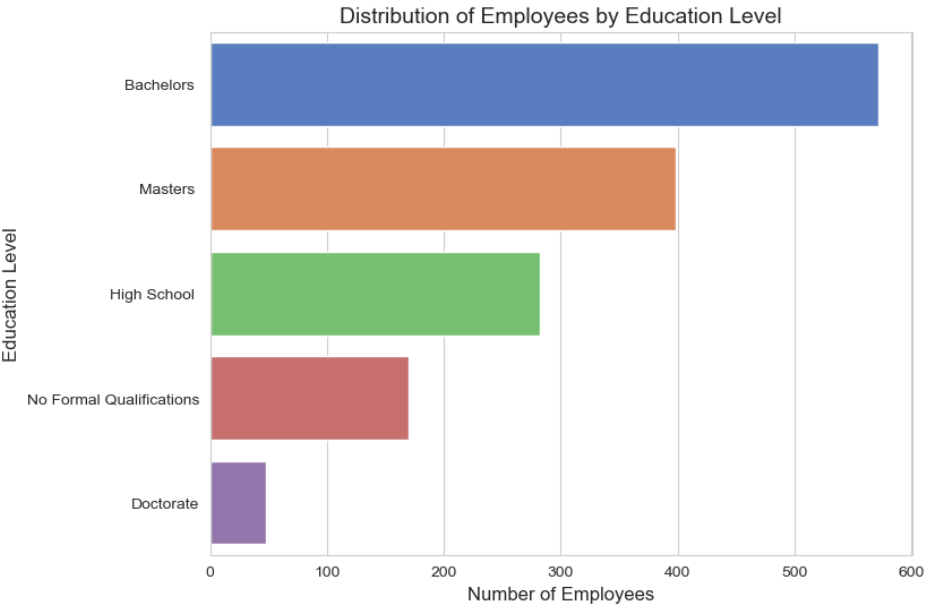 Distribution of Employees by Education Level
Education Level
Bachelors
Masters
High School
No Formal Qualifications
Doctorate
0 100 200 300 400 500 600
Number of Employees